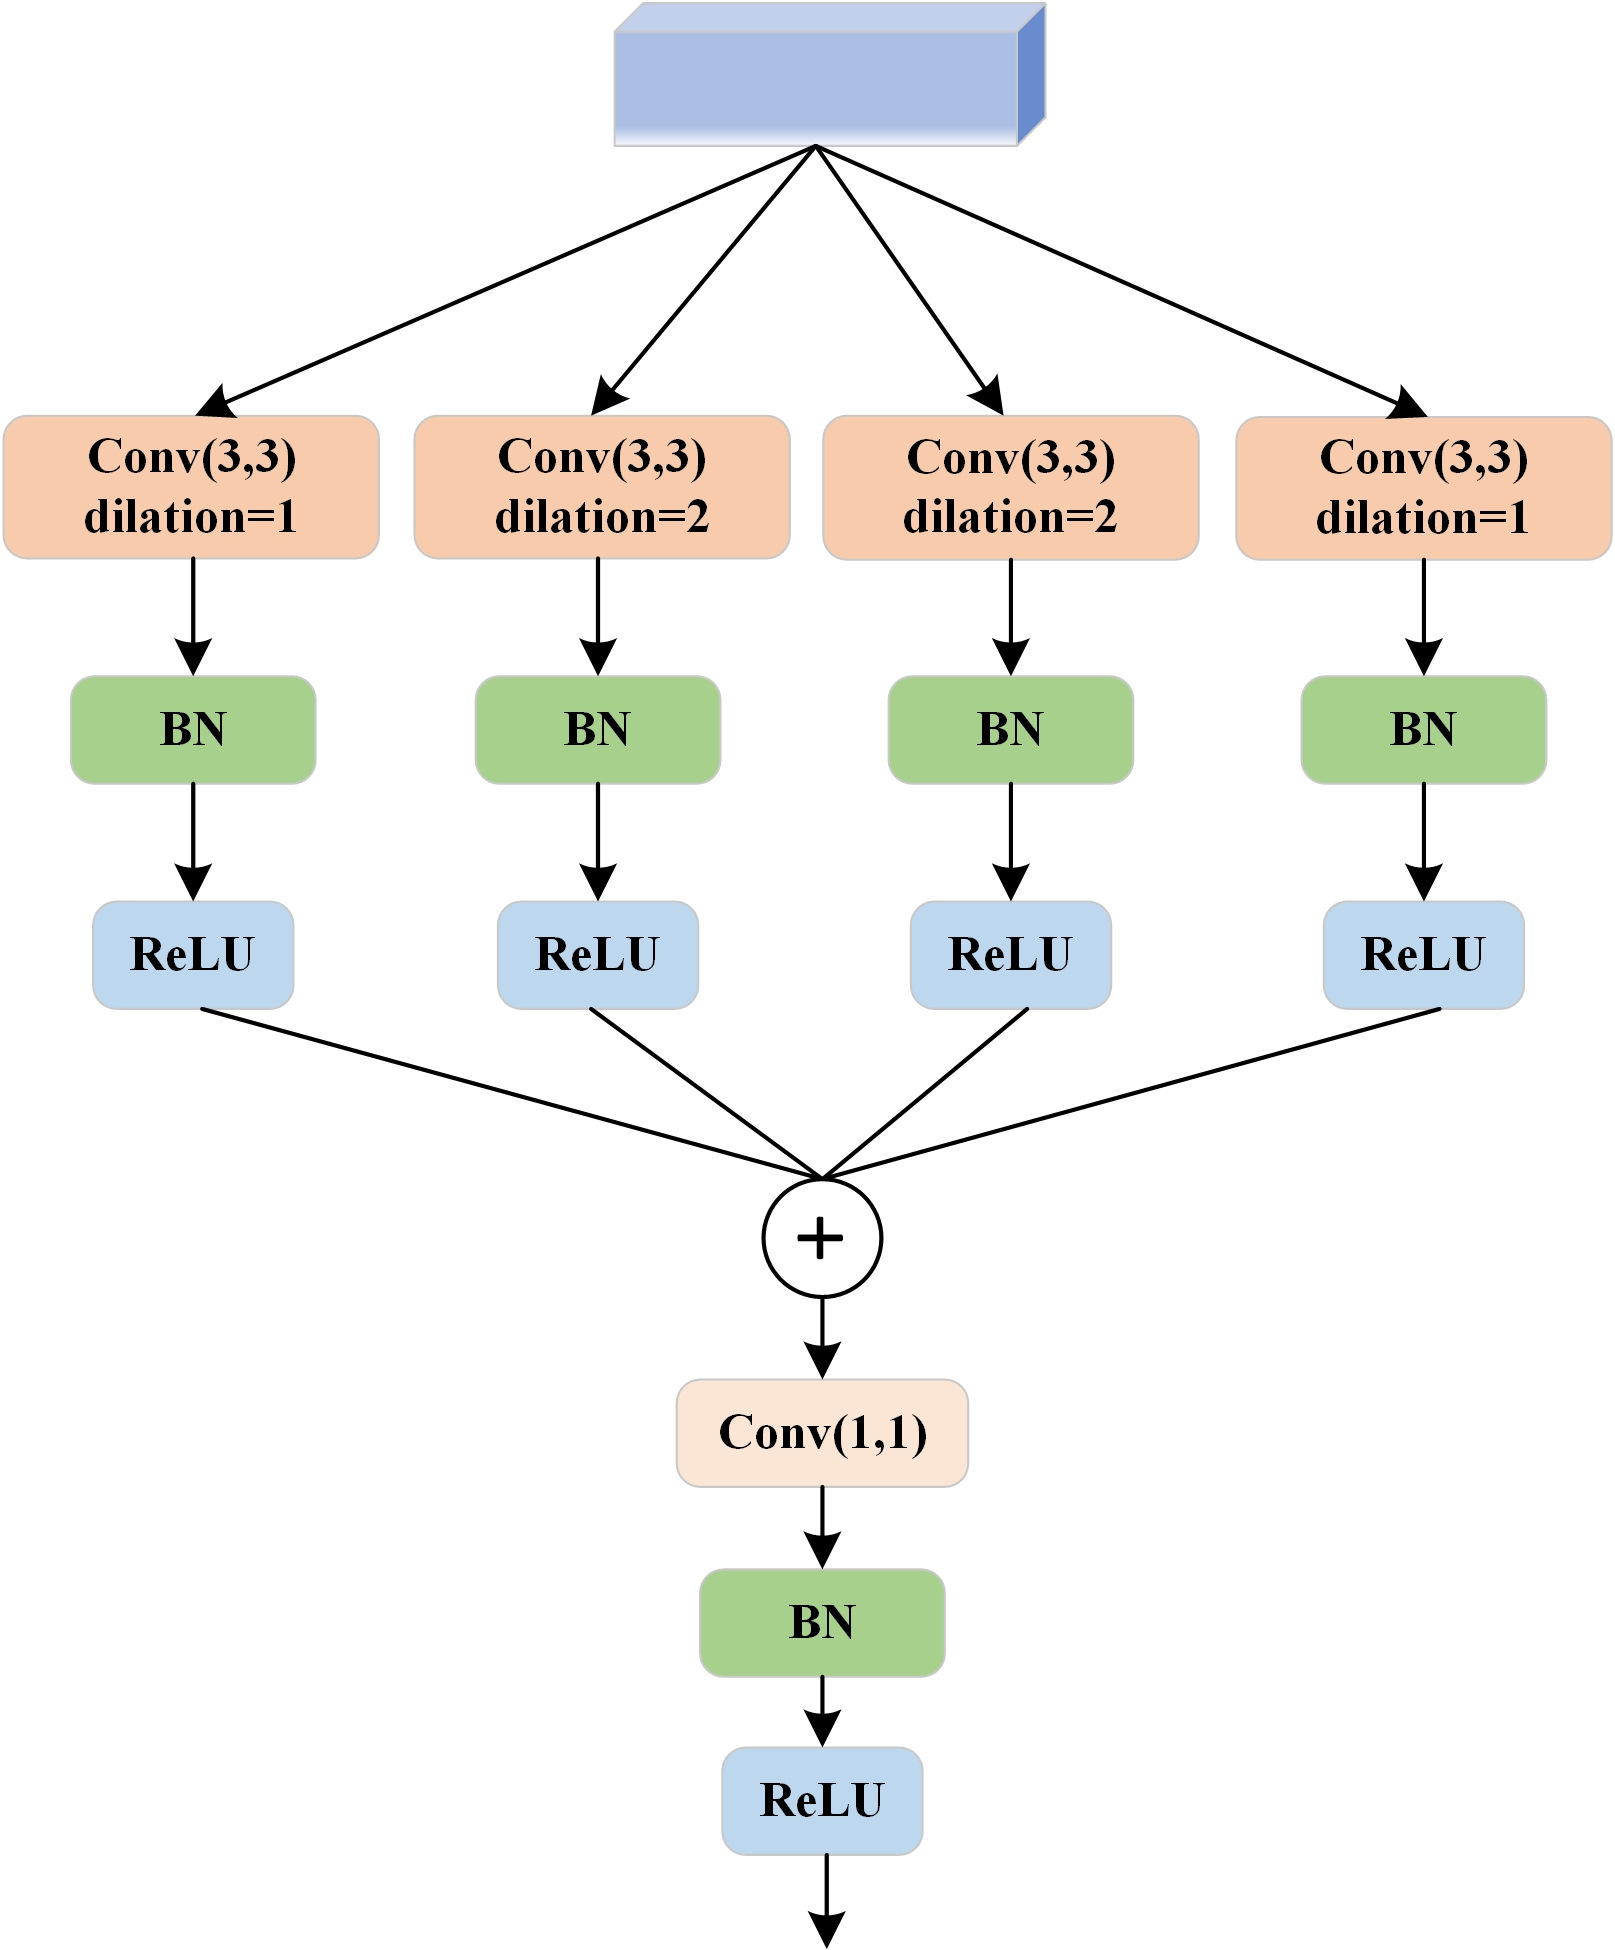 Conv(3,3)
dilation=1
Conv(3,3)
dilation=2
Conv(3,3)
dilation=2
Conv(3,3)
dilation=1
BN
BN
BN
BN
ReLU
ReLU
ReLU
ReLU
+
Conv(1,1)
BN
ReLU